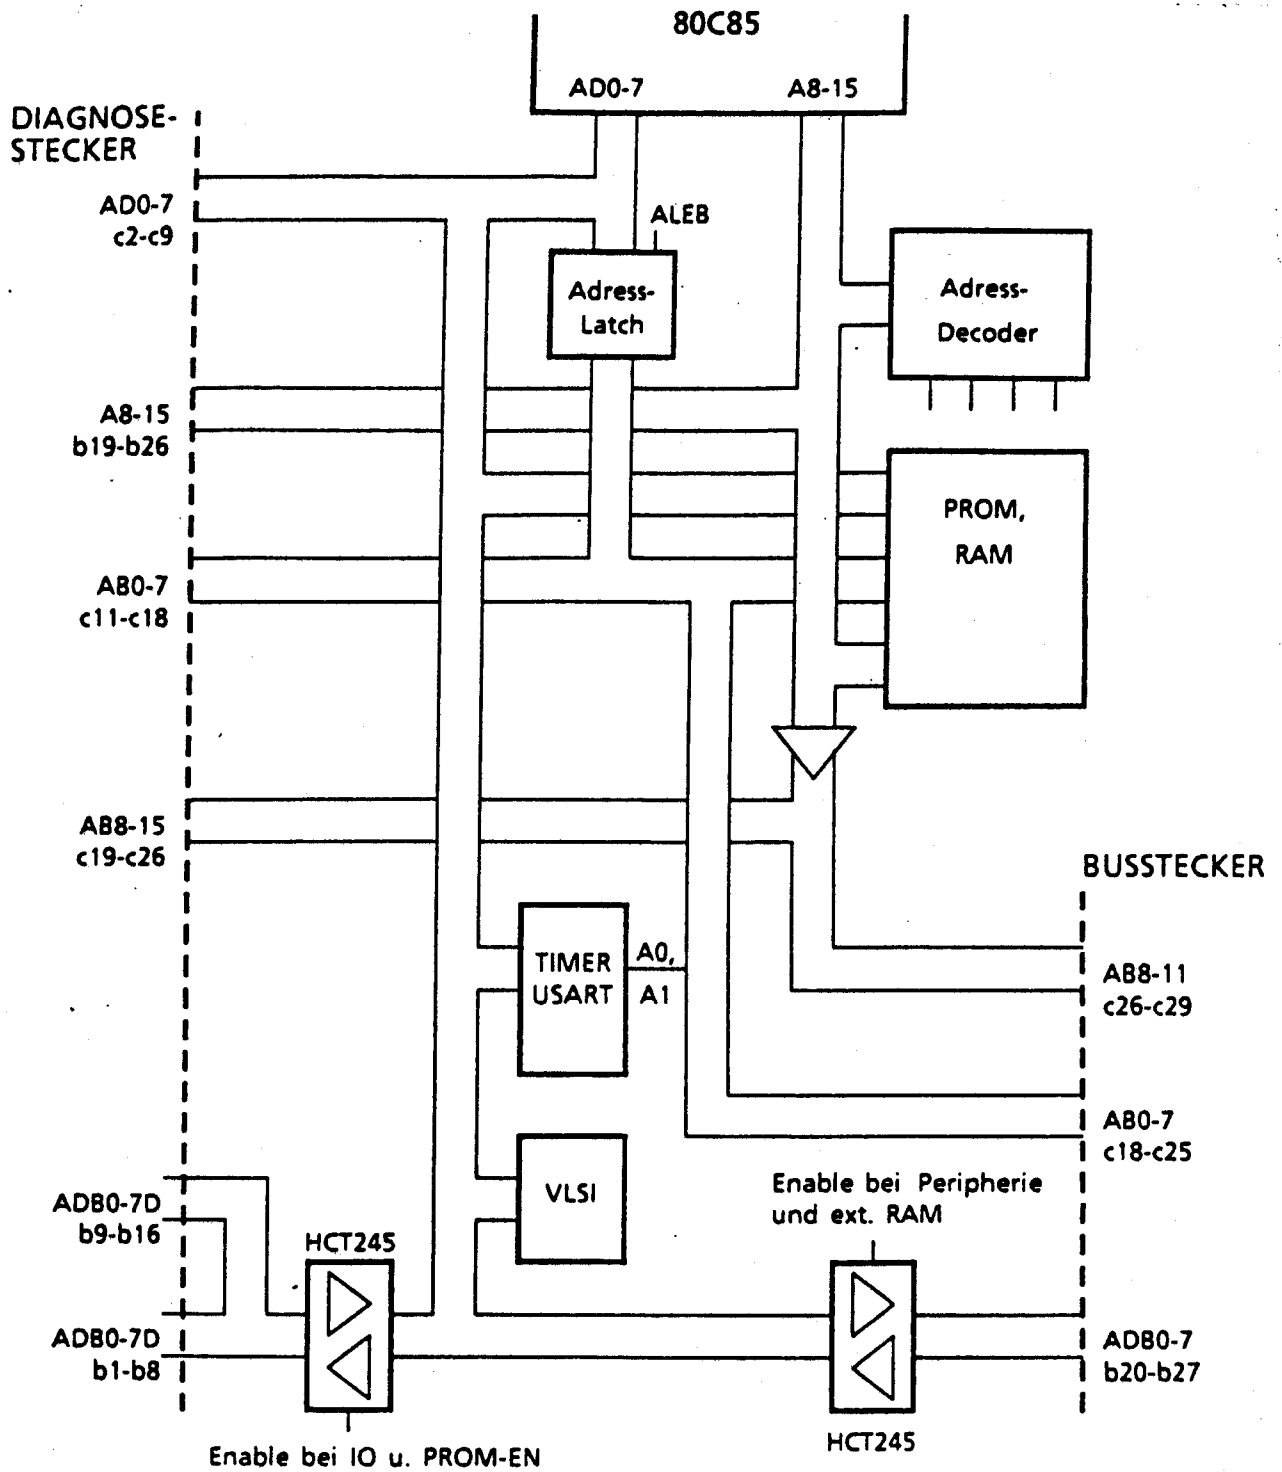 80C85
AD0-7
A8-15
DIAGNOSE-
STECKER
AD0-7
c2-c9
ALEB
Adress-
Latch
Adress-
Decoder
A8-15
b19-b26
PROM,
RAM
AB0-7
c11-c18
AB8-15
c19-c26
BUSSTECKER
TIMER
USART
A0,
A1
AB8-11
c26-c29
AB0-7
c18-c25
VLSI
Enable bei Peripherie
und ext. RAM
ADB0-7D
b9-b16
HCT245
ADB0-7D
b1-b8
ADB0-7
b20-b27
HCT245
Enable bei IO u. PROM-EN